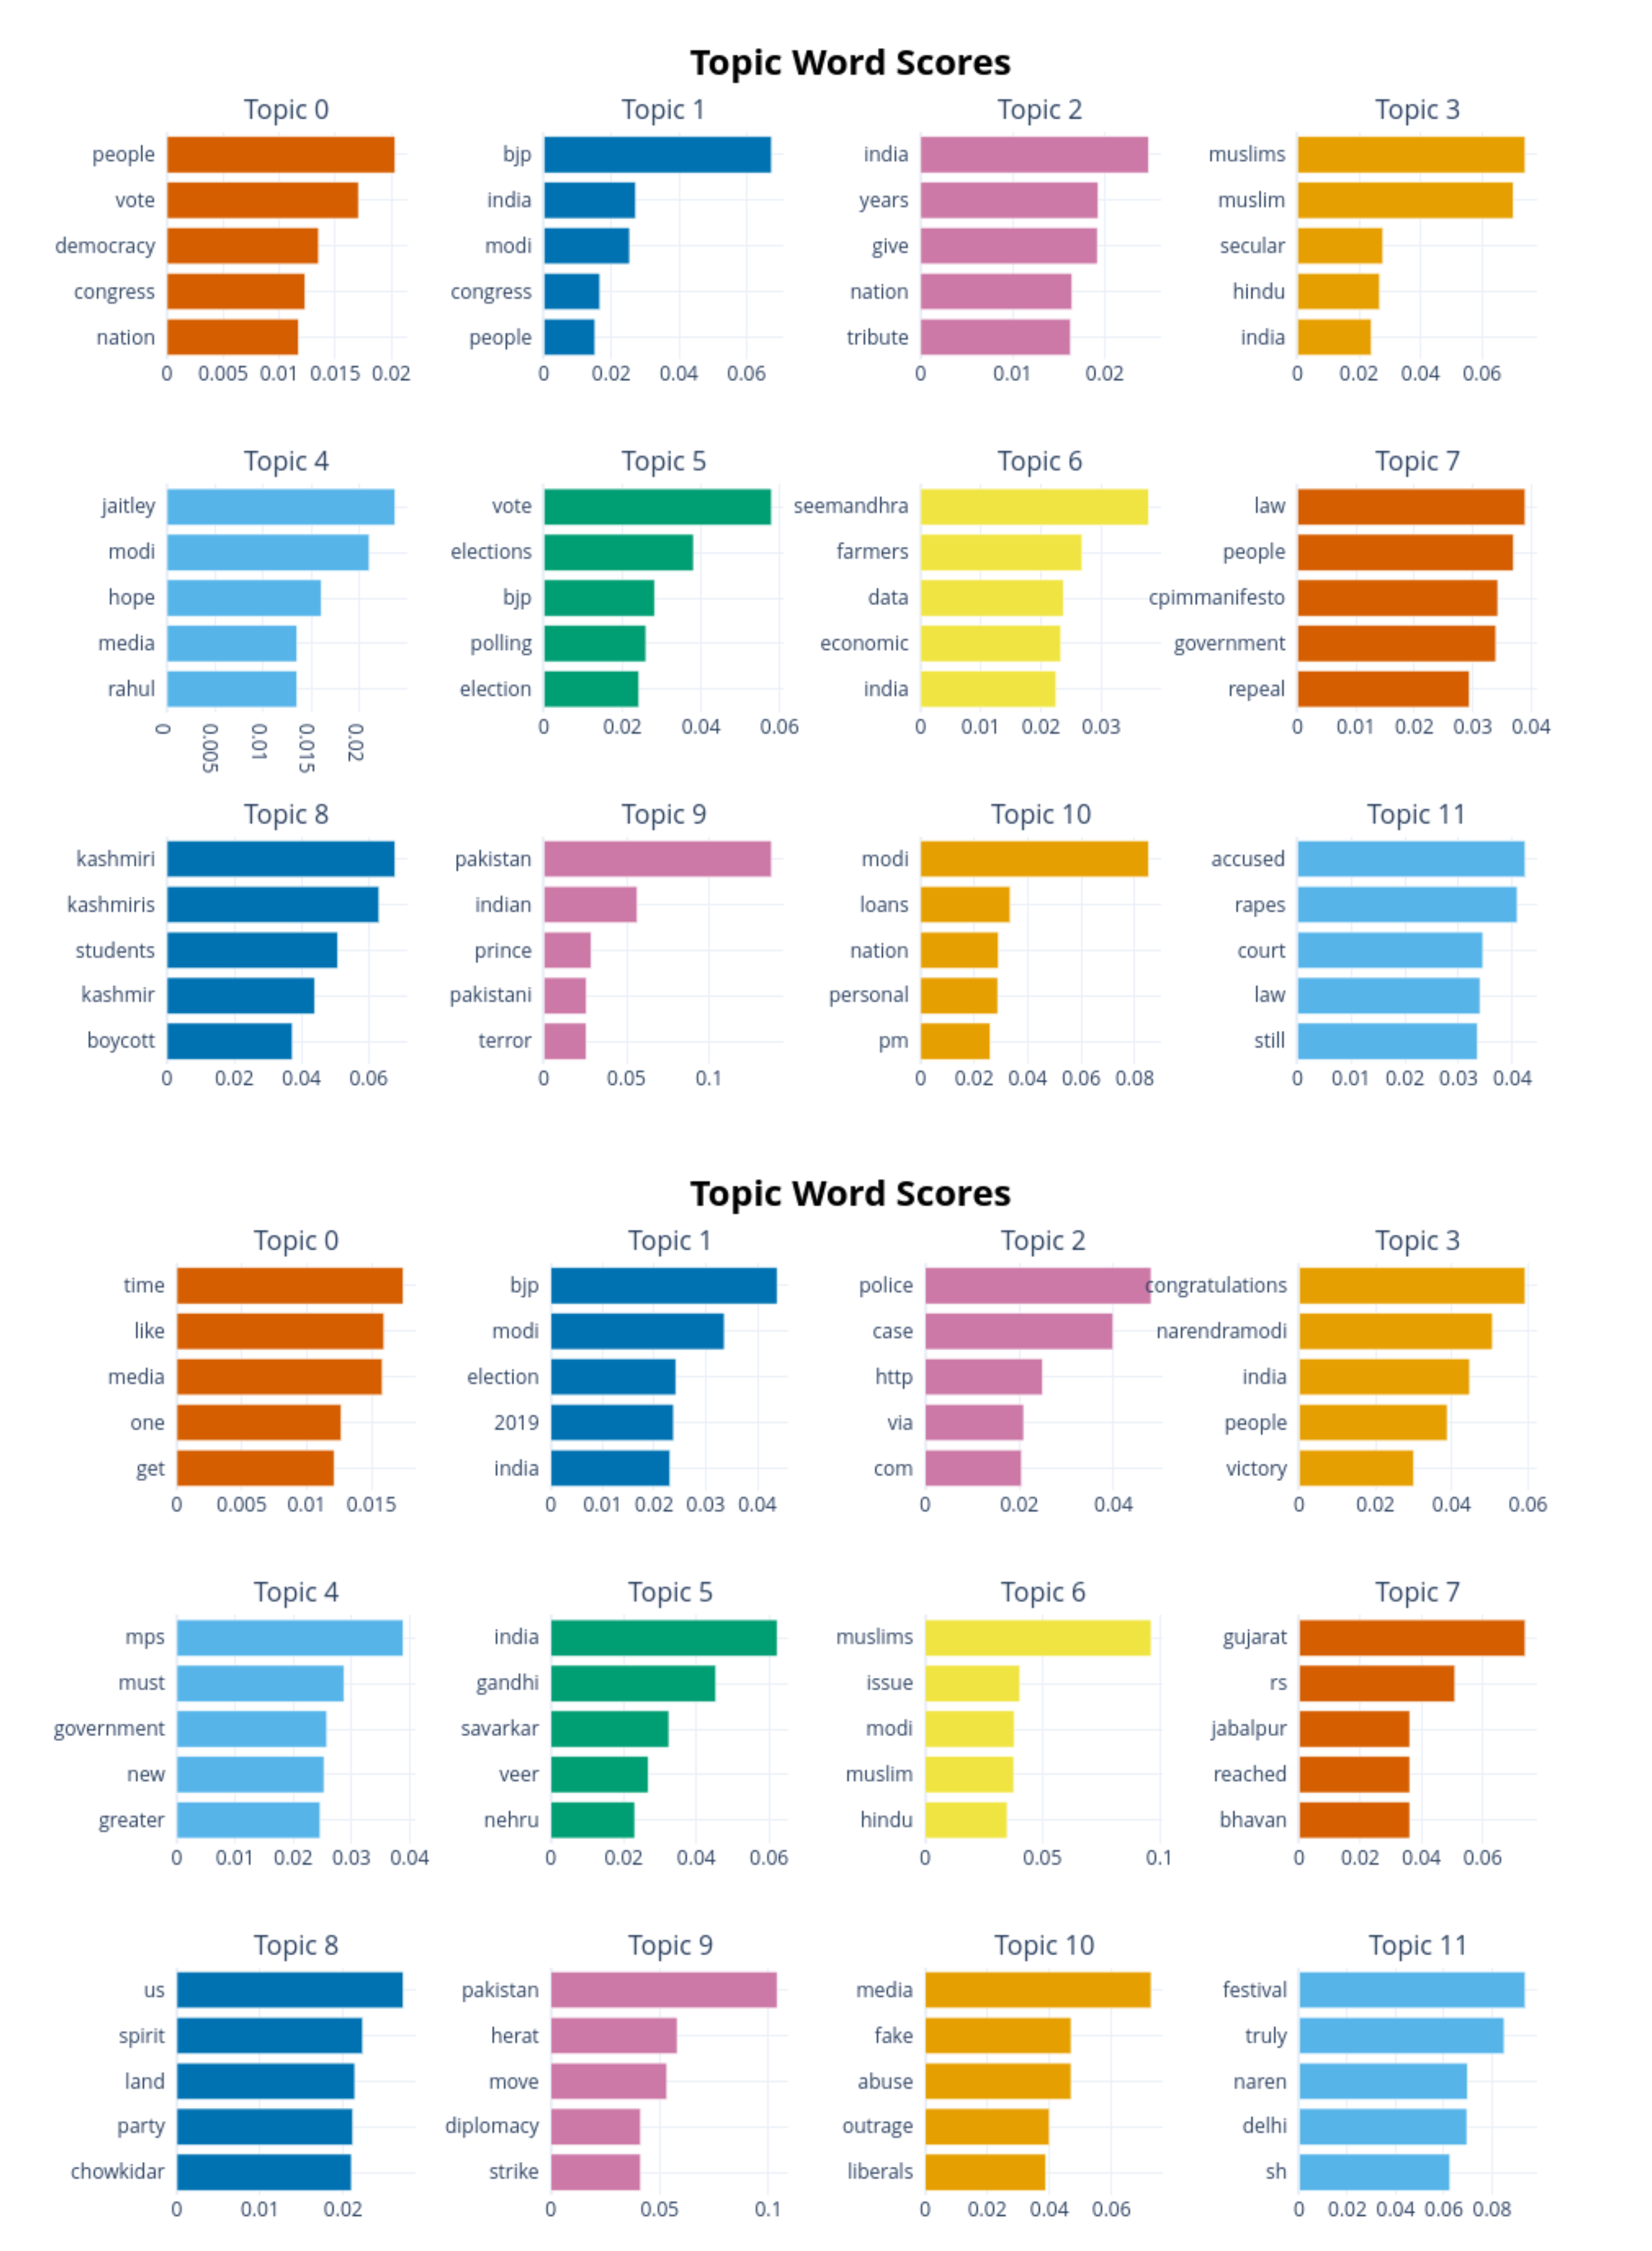 Topic Word Scores
Topic 0 Topic 1 Topic 2 Topic 3
people bjp india muslims
vote india years muslim
democracy modi give secular
congress congress nation hindu
nation people tribute india
0 0.005 0.01 0.015 0.02 0 0.02 0.04 0.06 0 0.01 0.02 0 0.02 0.04 0.06
Topic 4 Topic 5 Topic 6 Topic 7
jaitley vote seemandhra law
modi elections farmers people
hope bjp data cpimmanifesto
media polling economic government
rahul election india repeal
0 0.005 0.01 0.015 0.02 0 0.02 0.04 0.06 0 0.01 0.02 0.03 0 0.01 0.02 0.03 0.04
Topic 8 Topic 9 Topic 10 Topic 11
kashmiri pakistan modi accused
kashmiris indian loans rapes
students prince nation court
kashmir pakistani personal law
boycott terror pm still
0 0.02 0.04 0.06 0 0.05 0.1 0 0.02 0.04 0.06 0.08 0 0.01 0.02 0.03 0.04
Topic Word Scores
Topic 0 Topic 1 Topic 2 Topic 3
time bjp police congratulations
like modi case narendramodi
media election http india
one 2019 via people
get india com victory
0 0.005 0.01 0.015 0 0.01 0.02 0.03 0.04 0 0.02 0.04 0 0.02 0.04 0.06
Topic 4 Topic 5 Topic 6 Topic 7
mps india muslims gujarat
must gandhi issue rs
government savarkar modi jabalpur
new veer muslim reached
greater nehru hindu bhavan
0 0.01 0.02 0.03 0.04 0 0.02 0.04 0.06 0 0.05 0.1 0 0.02 0.04 0.06
Topic 8 Topic 9 Topic 10 Topic 11
us pakistan media festival
spirit herat fake truly
land move abuse naren
party diplomacy outrage delhi
chowkidar strike liberals sh
0 0.01 0.02 0 0.05 0.1 0 0.02 0.04 0.06 0 0.02 0.04 0.06 0.08